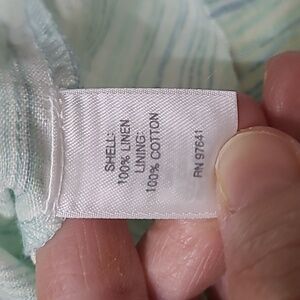 SHELL:
100% LINEN
LINING:
100% COTTON
RN 97641